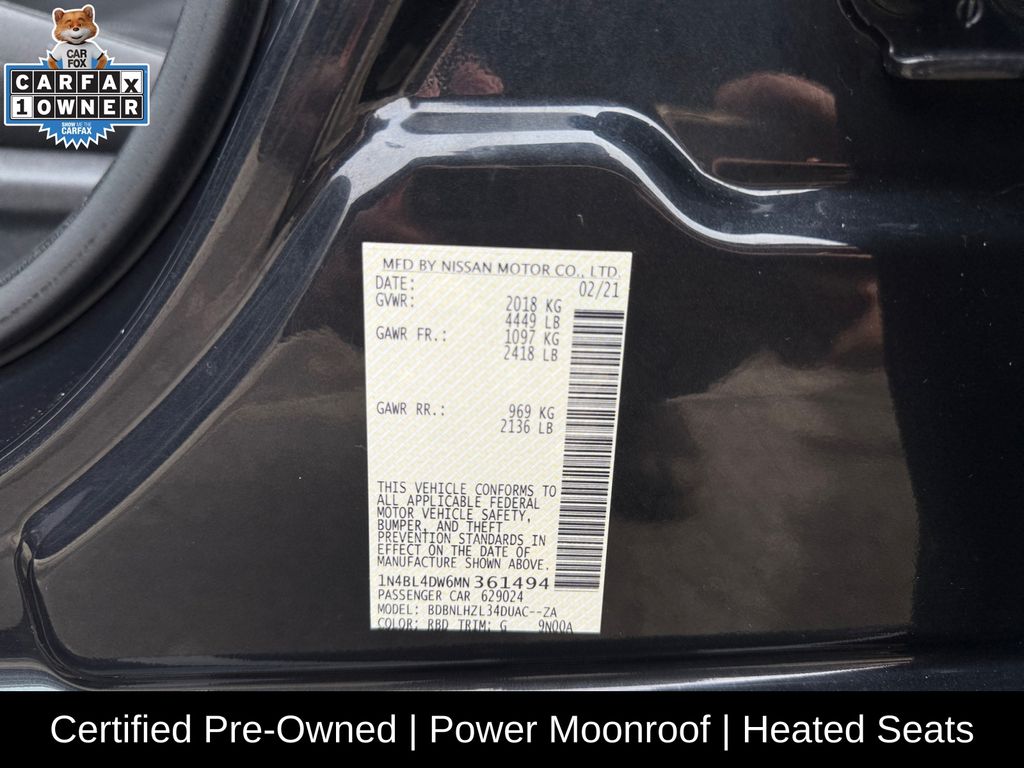 CAR
FOX
CARFAX
1 OWNER
SHOW ME THE
CARFAX
MFD BY NISSAN MOTOR CO., LTD.
DATE: 02/21
GVWR: 2018 KG
4449 LB
GAWR FR.: 1097 KG
2418 LB
GAWR RR.: 969 KG
2136 LB
THIS VEHICLE CONFORMS TO
ALL APPLICABLE FEDERAL
MOTOR VEHICLE SAFETY,
BUMPER, AND THEFT
PREVENTION STANDARDS IN
EFFECT ON THE DATE OF
MANUFACTURE SHOWN ABOVE.
1N4BL4DW6MN361494
PASSENGER CAR 629024
MODEL: BDBNLHZL34DUAC--ZA
COLOR: RBD TRIM: G 9N00A
Certified Pre-Owned | Power Moonroof | Heated Seats